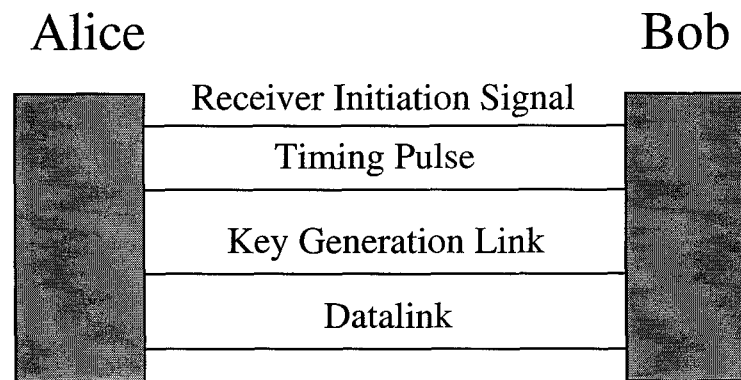 Alice
Bob
Receiver Initiation Signal
Timing Pulse
Key Generation Link
Datalink